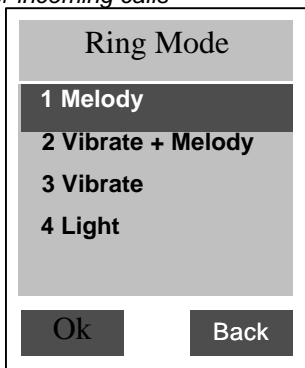 incoming calls
Ring Mode
1 Melody
2 Vibrate + Melody
3 Vibrate
4 Light
Ok Back